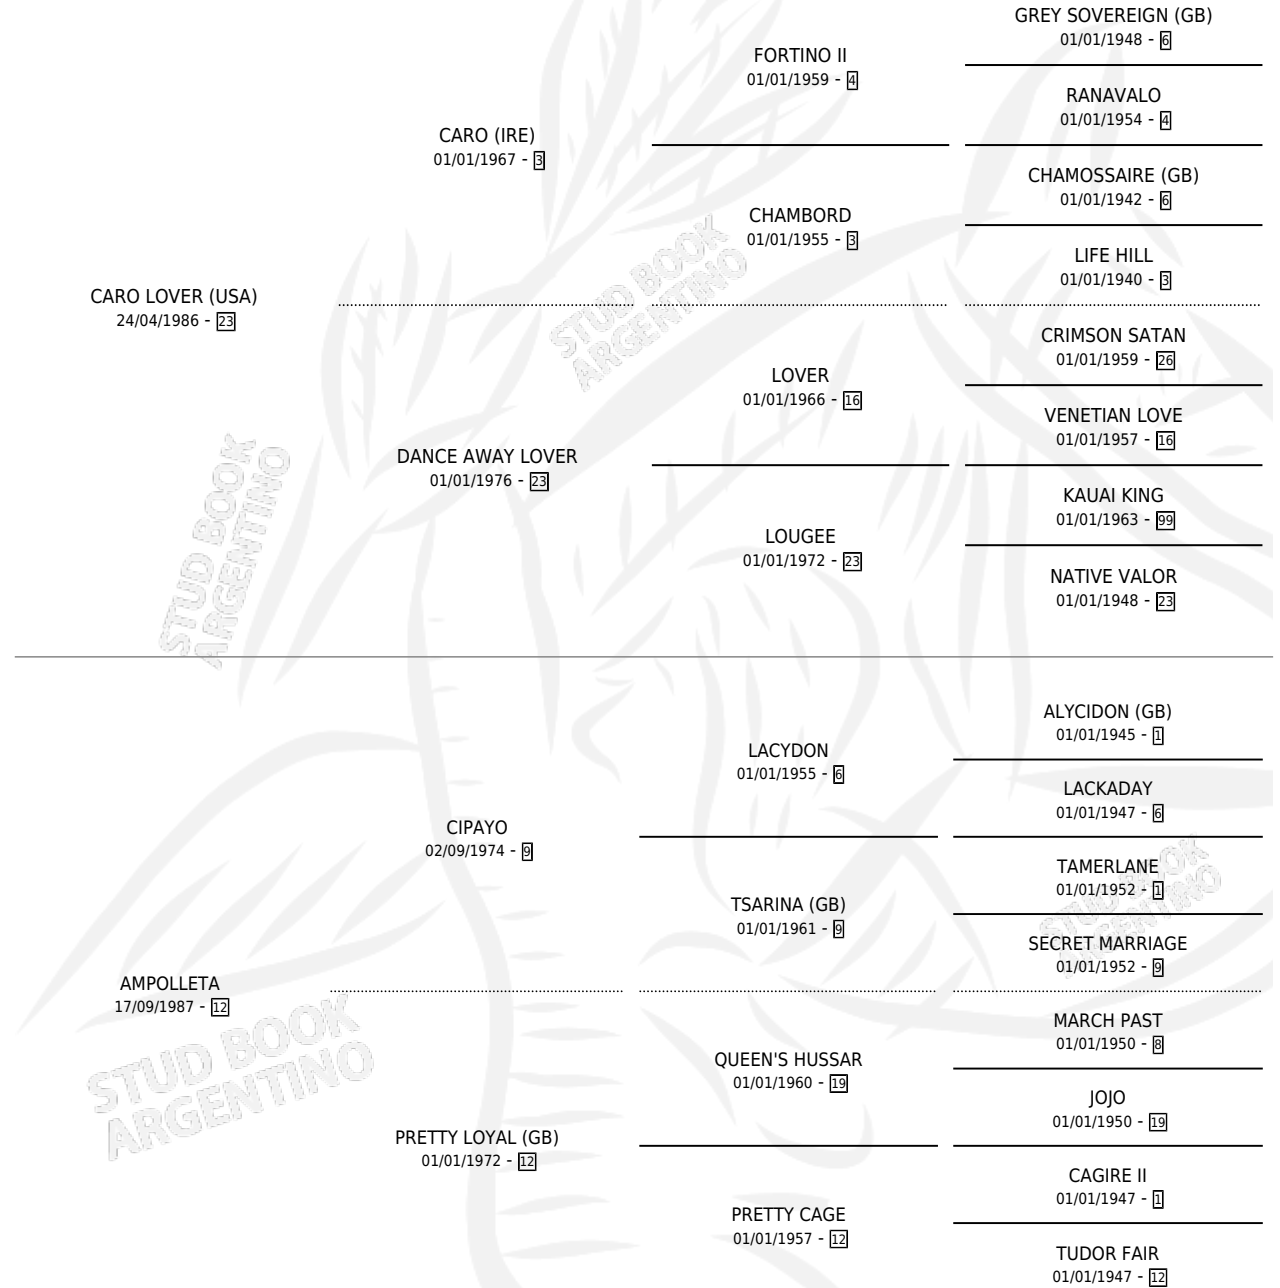 GREY SOVEREIGN (GB)
01/01/1948 - 6
FORTINO II
01/01/1959 - 4
RANAVALO
01/01/1954 - 4
CARO (IRE)
01/01/1967 - 3
CHAMOSSAIRE (GB)
01/01/1942 - 6
CHAMBORD
01/01/1955 - 3
LIFE HILL
01/01/1940 - 3
CARO LOVER (USA)
24/04/1986 - 23
CRIMSON SATAN
01/01/1959 - 26
LOVER
01/01/1966 - 16
VENETIAN LOVE
01/01/1957 - 16
DANCE AWAY LOVER
01/01/1976 - 23
KAUAI KING
01/01/1963 - 99
LOUGEE
01/01/1972 - 23
NATIVE VALOR
01/01/1948 - 23
STUD BOOK
ARGENTINO
STUD BOOK
ARGENTINO
ALYCIDON (GB)
01/01/1945 - 1
LACYDON
01/01/1955 - 6
LACKADAY
01/01/1947 - 6
CIPAYO
02/09/1974 - 9
TAMERLANE
01/01/1952 - 1
TSARINA (GB)
01/01/1961 - 9
SECRET MARRIAGE
01/01/1952 - 9
STUD BOOK
ARGENTINO
AMPOLLETA
17/09/1987 - 12
MARCH PAST
01/01/1950 - 8
QUEEN'S HUSSAR
01/01/1960 - 19
JOJO
01/01/1950 - 19
STUD BOOK
ARGENTINO
PRETTY LOYAL (GB)
01/01/1972 - 12
CAGIRE II
01/01/1947 - 1
PRETTY CAGE
01/01/1957 - 12
TUDOR FAIR
01/01/1947 - 12